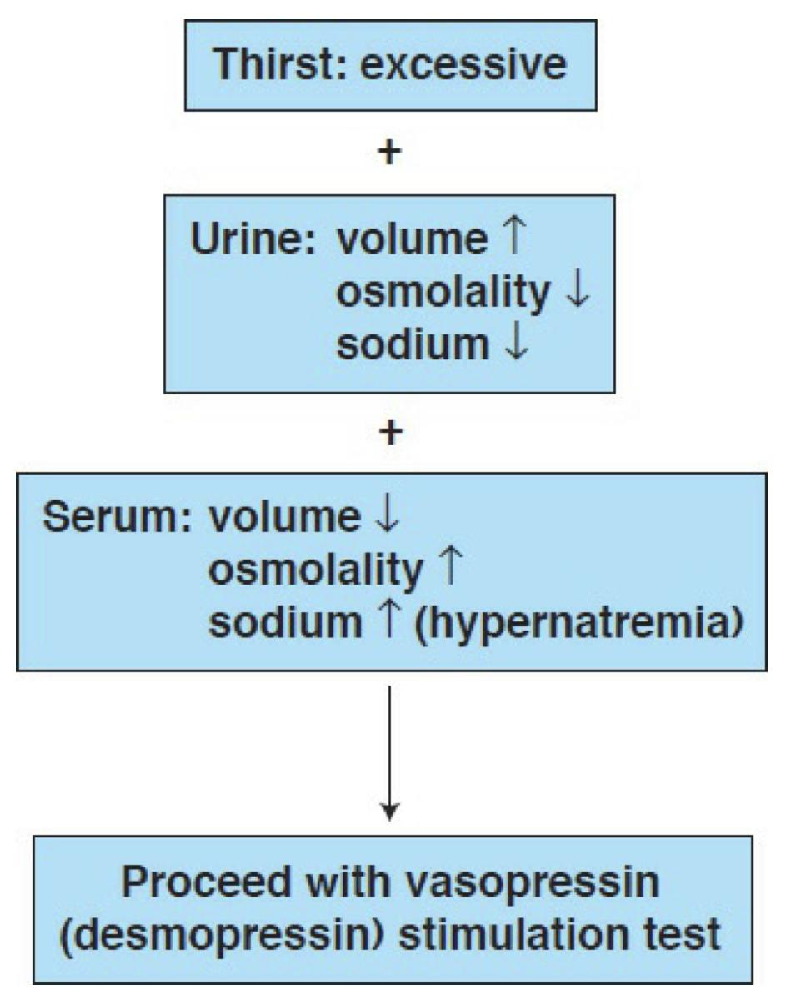 Thirst: excessive
+
Urine: volume ↑
osmolality ↓
sodium ↓
+
Serum: volume ↓
osmolality ↑
sodium ↑ (hypernatremia)
Proceed with vasopressin
(desmopressin) stimulation test